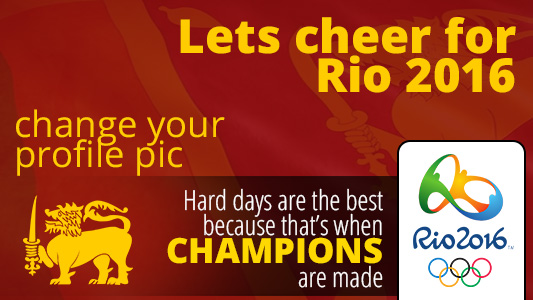 Lets cheer for
Rio 2016
change your
profile pic
Hard days are the best
because that's when
CHAMPIONS
are made
Rio2016™